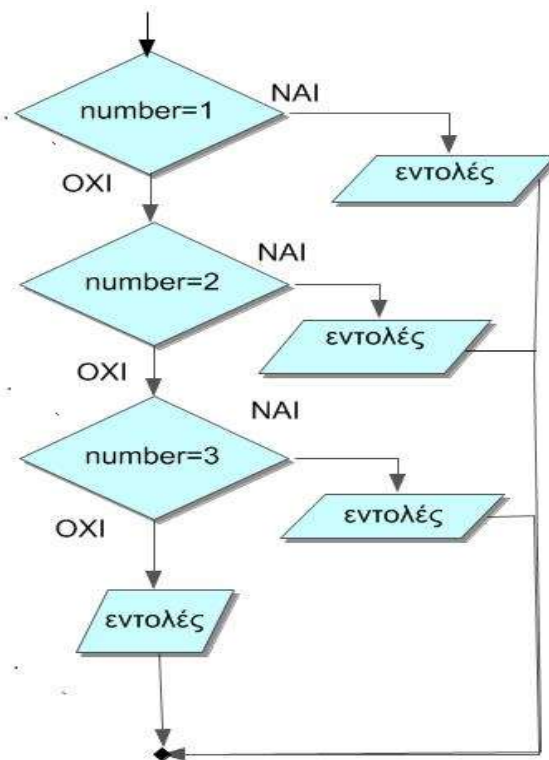 number=1
ΝΑΙ
εντολές
ΟΧΙ
number=2
ΝΑΙ
εντολές
ΟΧΙ
number=3
ΝΑΙ
εντολές
ΟΧΙ
εντολές